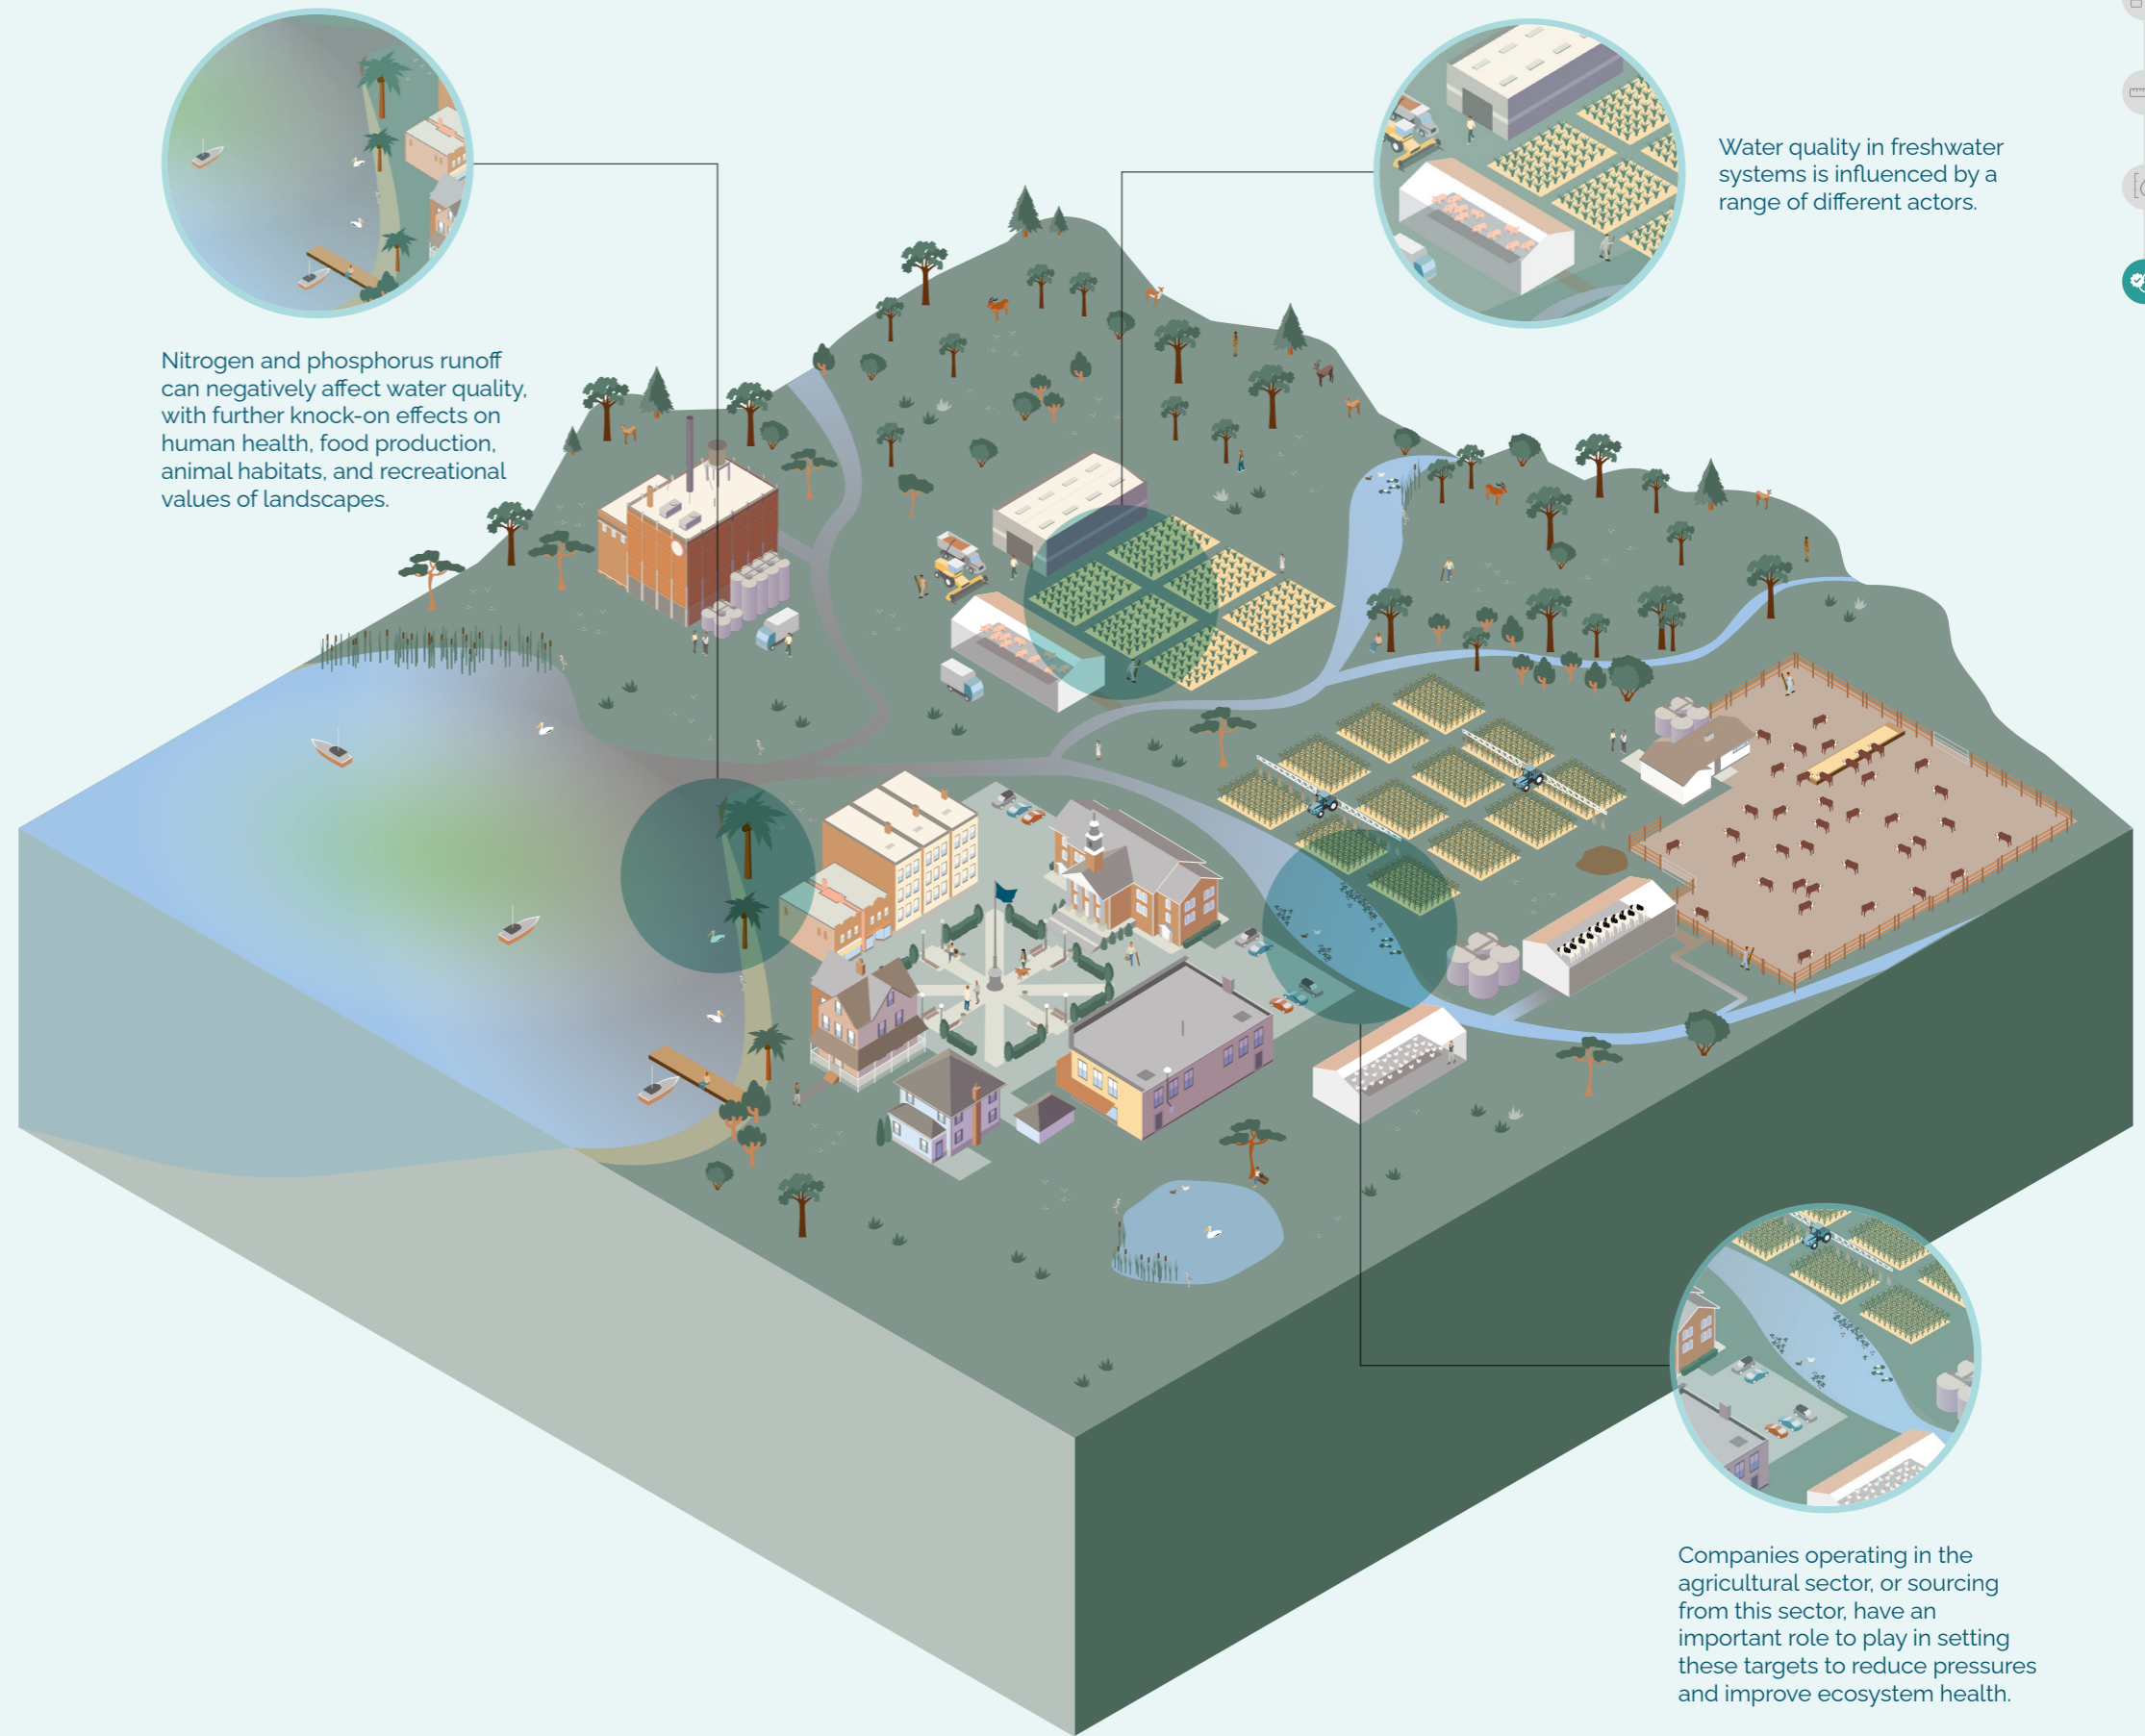 Nitrogen and phosphorus runoff
can negatively affect water quality,
with further knock-on effects on
human health, food production,
animal habitats, and recreational
values of landscapes.
Water quality in freshwater
systems is influenced by a
range of different actors.
Companies operating in the
agricultural sector, or sourcing
from this sector, have an
important role to play in setting
these targets to reduce pressures
and improve ecosystem health.